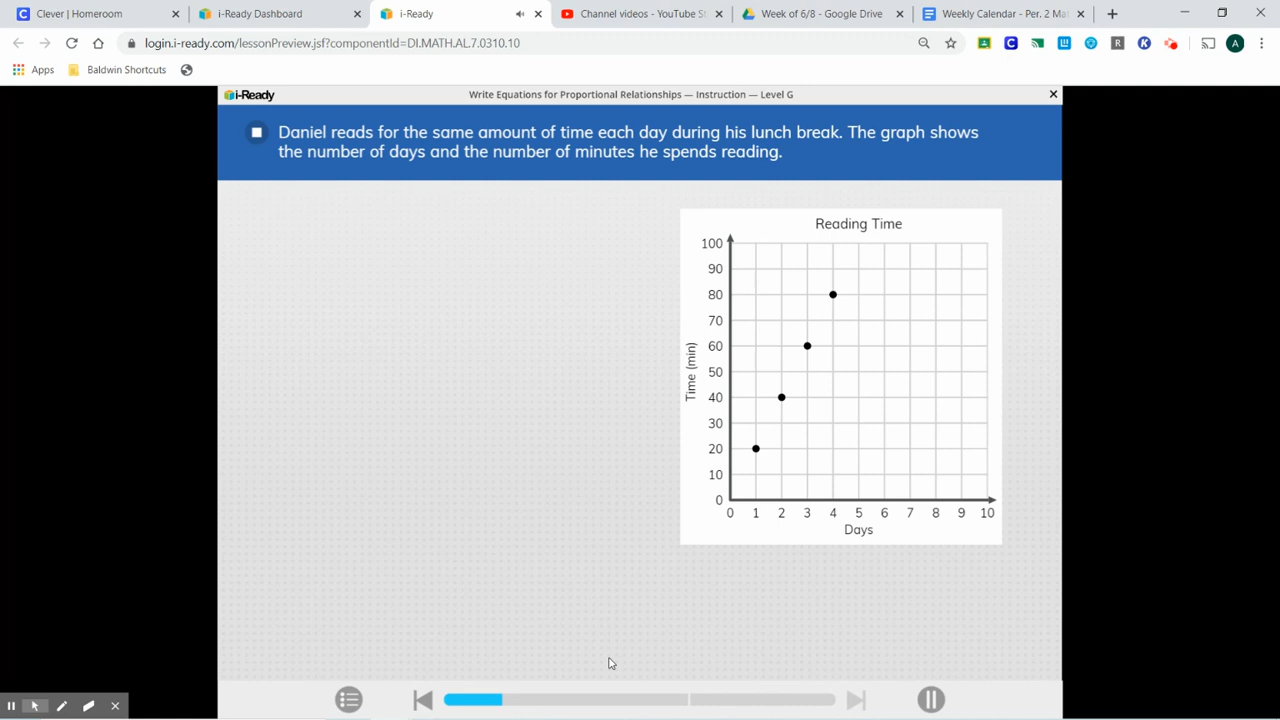 Clever | Homeroom
i-Ready Dashboard
i-Ready
Channel videos - YouTube St
Week of 6/8 - Google Drive
Weekly Calendar - Per. 2 Mat
login.i-ready.com/lessonPreview.jsf?componentId=DI.MATH.AL.7.0310.10
Apps
Baldwin Shortcuts
i-Ready
Write Equations for Proportional Relationships — Instruction — Level G
Daniel reads for the same amount of time each day during his lunch break. The graph shows
the number of days and the number of minutes he spends reading.
Reading Time
100
90
80
70
60
50
40
30
20
10
0
Time (min)
0 1 2 3 4 5 6 7 8 9 10
Days